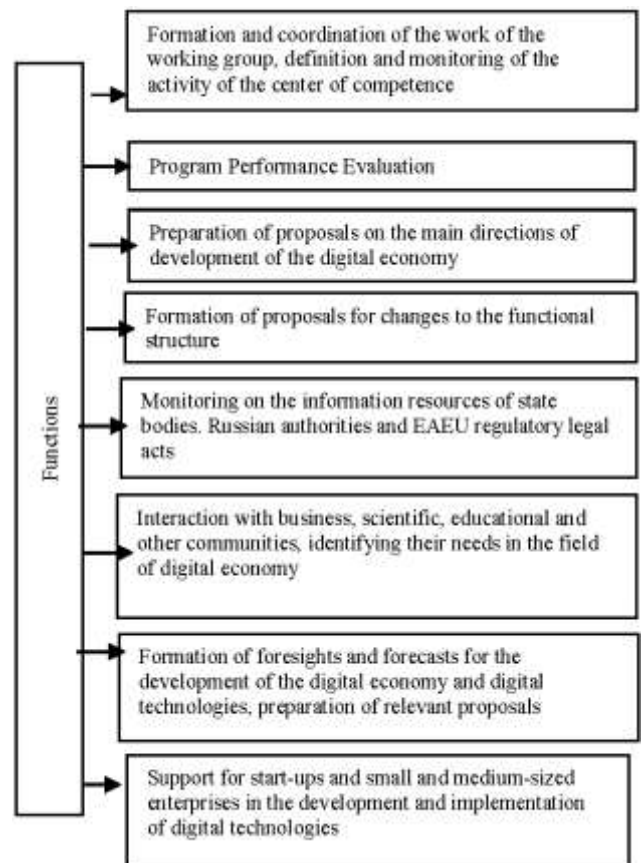 Formation and coordination of the work of the
working group, definition and monitoring of the
activity of the center of competence
Program Performance Evaluation
Preparation of proposals on the main directions of
development of the digital economy
Formation of proposals for changes to the functional
structure
Functions
Monitoring on the information resources of state
bodies. Russian authorities and EAEU regulatory legal
acts
Interaction with business, scientific, educational and
other communities, identifying their needs in the field
of digital economy
Formation of foresights and forecasts for the
development of the digital economy and digital
technologies, preparation of relevant proposals
Support for start-ups and small and medium-sized
enterprises in the development and implementation
of digital technologies